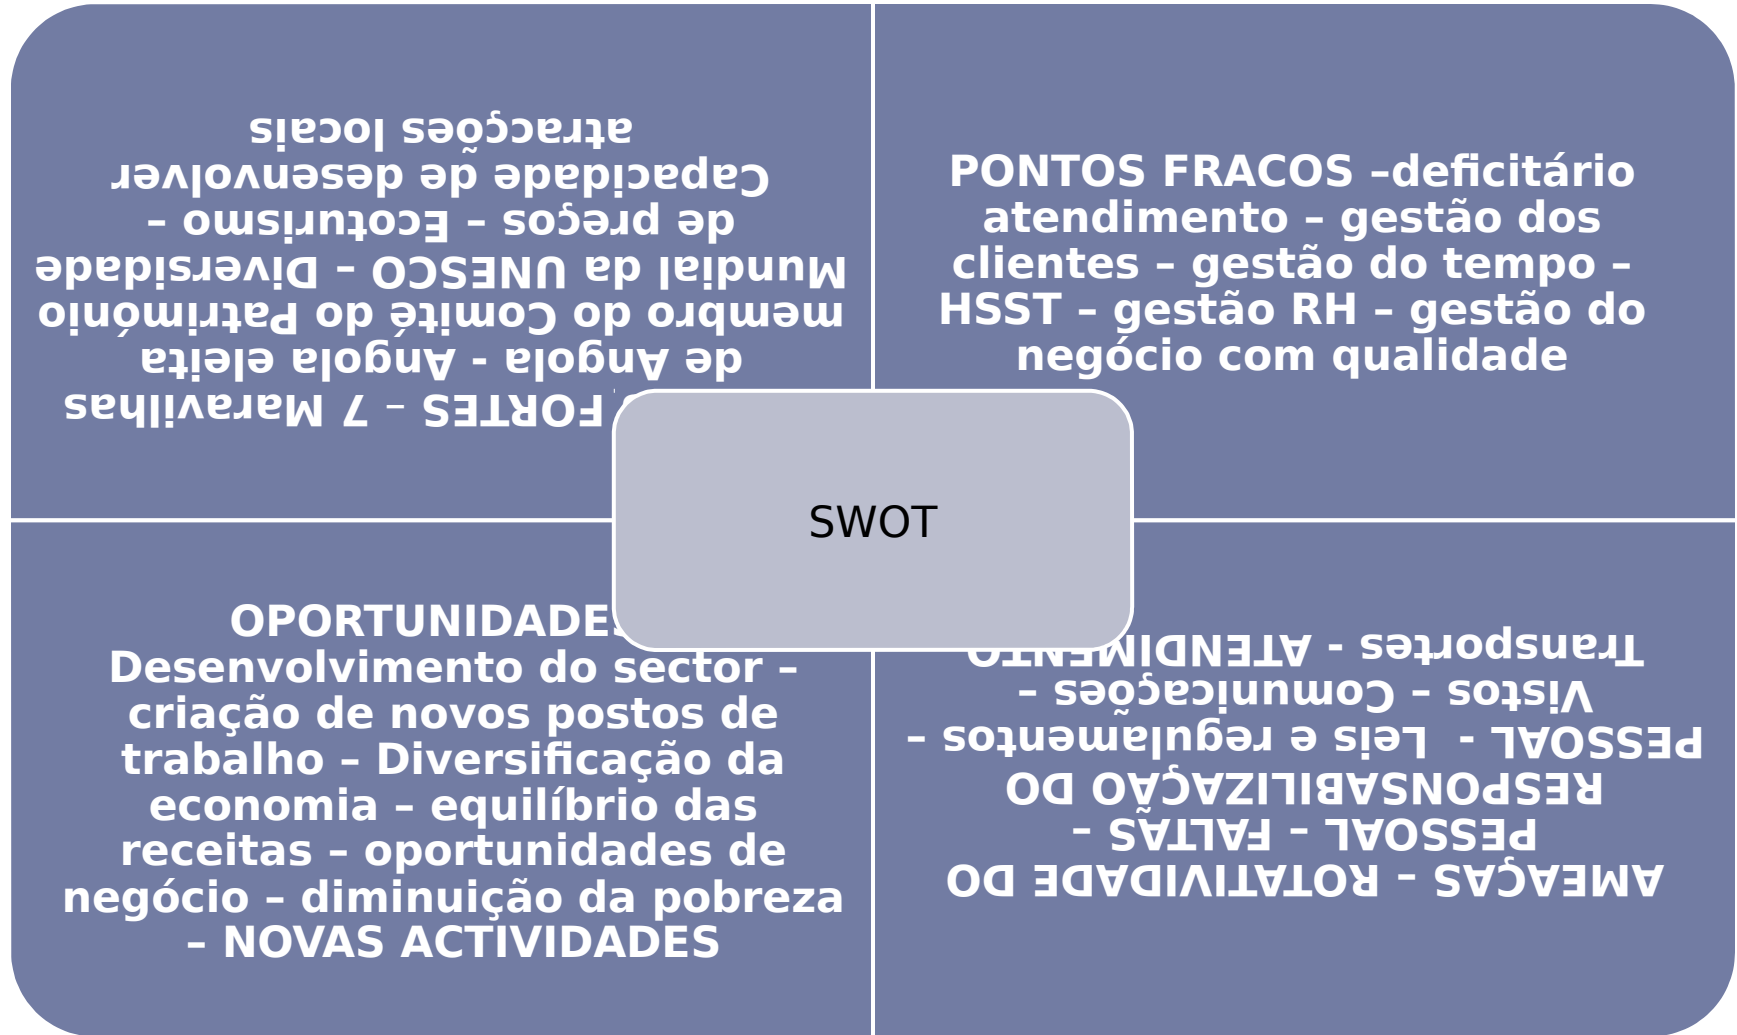 FORTES – 7 Maravilhas
de Angola - Angola eleita
membro do Comité do Património
Mundial da UNESCO – Diversidade
de preços – Ecoturismo –
Capacidade de desenvolver
atracções locais
PONTOS FRACOS –deficitário
atendimento – gestão dos
clientes – gestão do tempo –
HSST – gestão RH – gestão do
negócio com qualidade
SWOT
OPORTUNIDADES
Desenvolvimento do sector –
criação de novos postos de
trabalho – Diversificação da
economia – equilíbrio das
receitas – oportunidades de
negócio – diminuição da pobreza
– NOVAS ACTIVIDADES
AMEAÇAS – ROTATIVIDADE DO
PESSOAL – FALTAS –
RESPONSABILIZAÇÃO DO
PESSOAL -  Leis e regulamentos –
Vistos – Comunicações –
Transportes - ATENDIMENTO